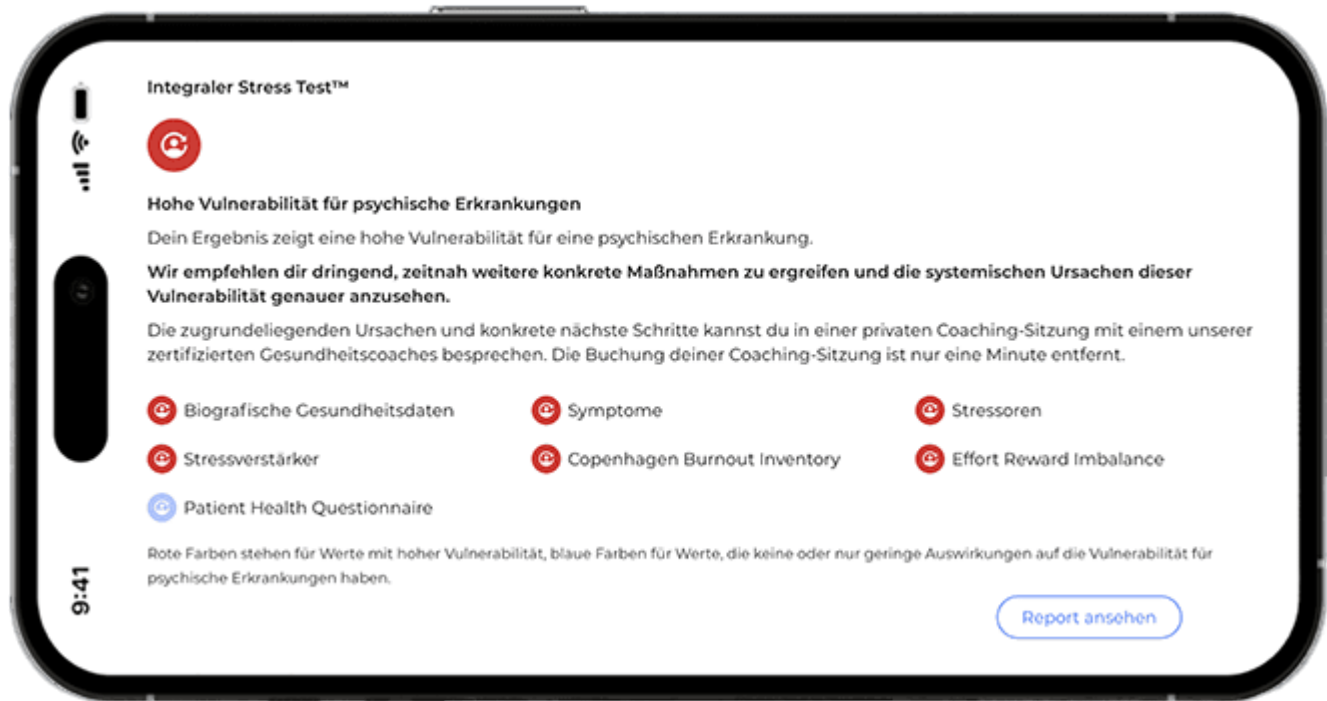 Integraler Stress Test™
Hohe Vulnerabilität für psychische Erkrankungen
Dein Ergebnis zeigt eine hohe Vulnerabilität für eine psychischen Erkrankung.
Wir empfehlen dir dringend, zeitnah weitere konkrete Maßnahmen zu ergreifen und die systemischen Ursachen dieser
Vulnerabilität genauer anzusehen.
Die zugrundeliegenden Ursachen und konkrete nächste Schritte kannst du in einer privaten Coaching-Sitzung mit einem unserer
zertifizierten Gesundheitscoaches besprechen. Die Buchung deiner Coaching-Sitzung ist nur eine Minute entfernt.
Biografische Gesundheitsdaten
Symptome
Stressoren
Stressverstärker
Copenhagen Burnout Inventory
Effort Reward Imbalance
Patient Health Questionnaire
Rote Farben stehen für Werte mit hoher Vulnerabilität, blaue Farben für Werte, die keine oder nur geringe Auswirkungen auf die Vulnerabilität für
psychische Erkrankungen haben.
Report ansehen
9:41